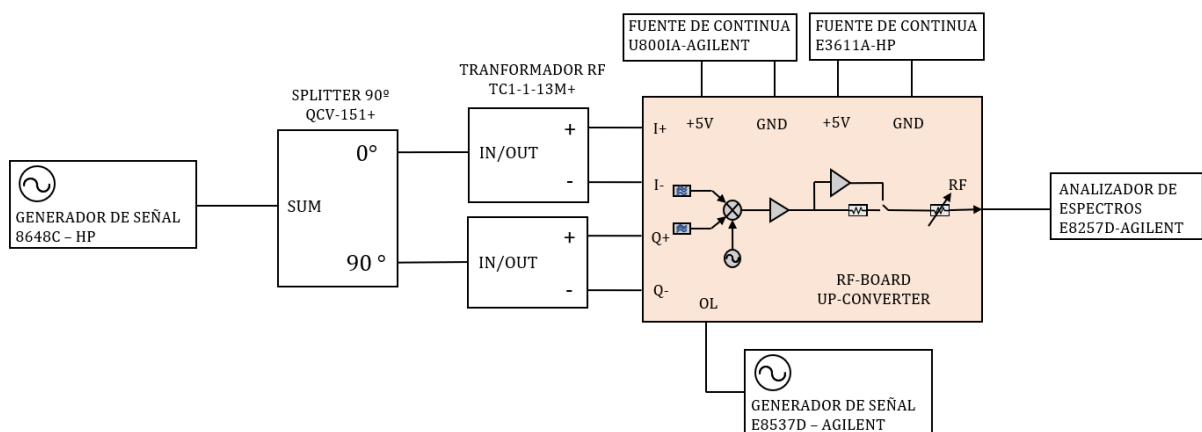 FUENTE DE CONTINUA
U800IA-AGILENT
FUENTE DE CONTINUA
E3611A-HP
TRANFORMADOR RF
TC1-1-13M+
SPLITTER 90º
QCV-151+
+5V
GND
+5V
GND
I+
I-
Q+
Q-
+
-
IN/OUT
+
-
IN/OUT
0°
SUM
90 °
GENERADOR DE SEÑAL
8648C – HP
RF
ANALIZADOR DE
ESPECTROS
E8257D-AGILENT
RF-BOARD
UP-CONVERTER
OL
GENERADOR DE SEÑAL
E8537D – AGILENT